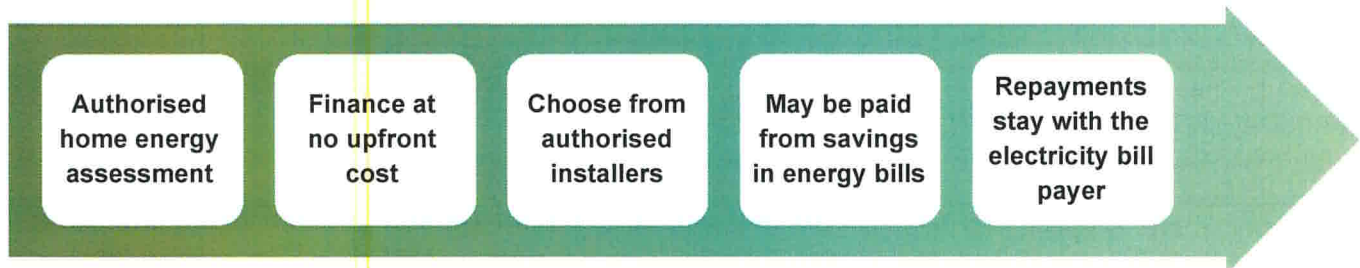 Authorised
home energy
assessment
Finance at
no upfront
cost
Choose from
authorised
installers
May be paid
from savings
in energy bills
Repayments
stay with the
electricity bill
payer